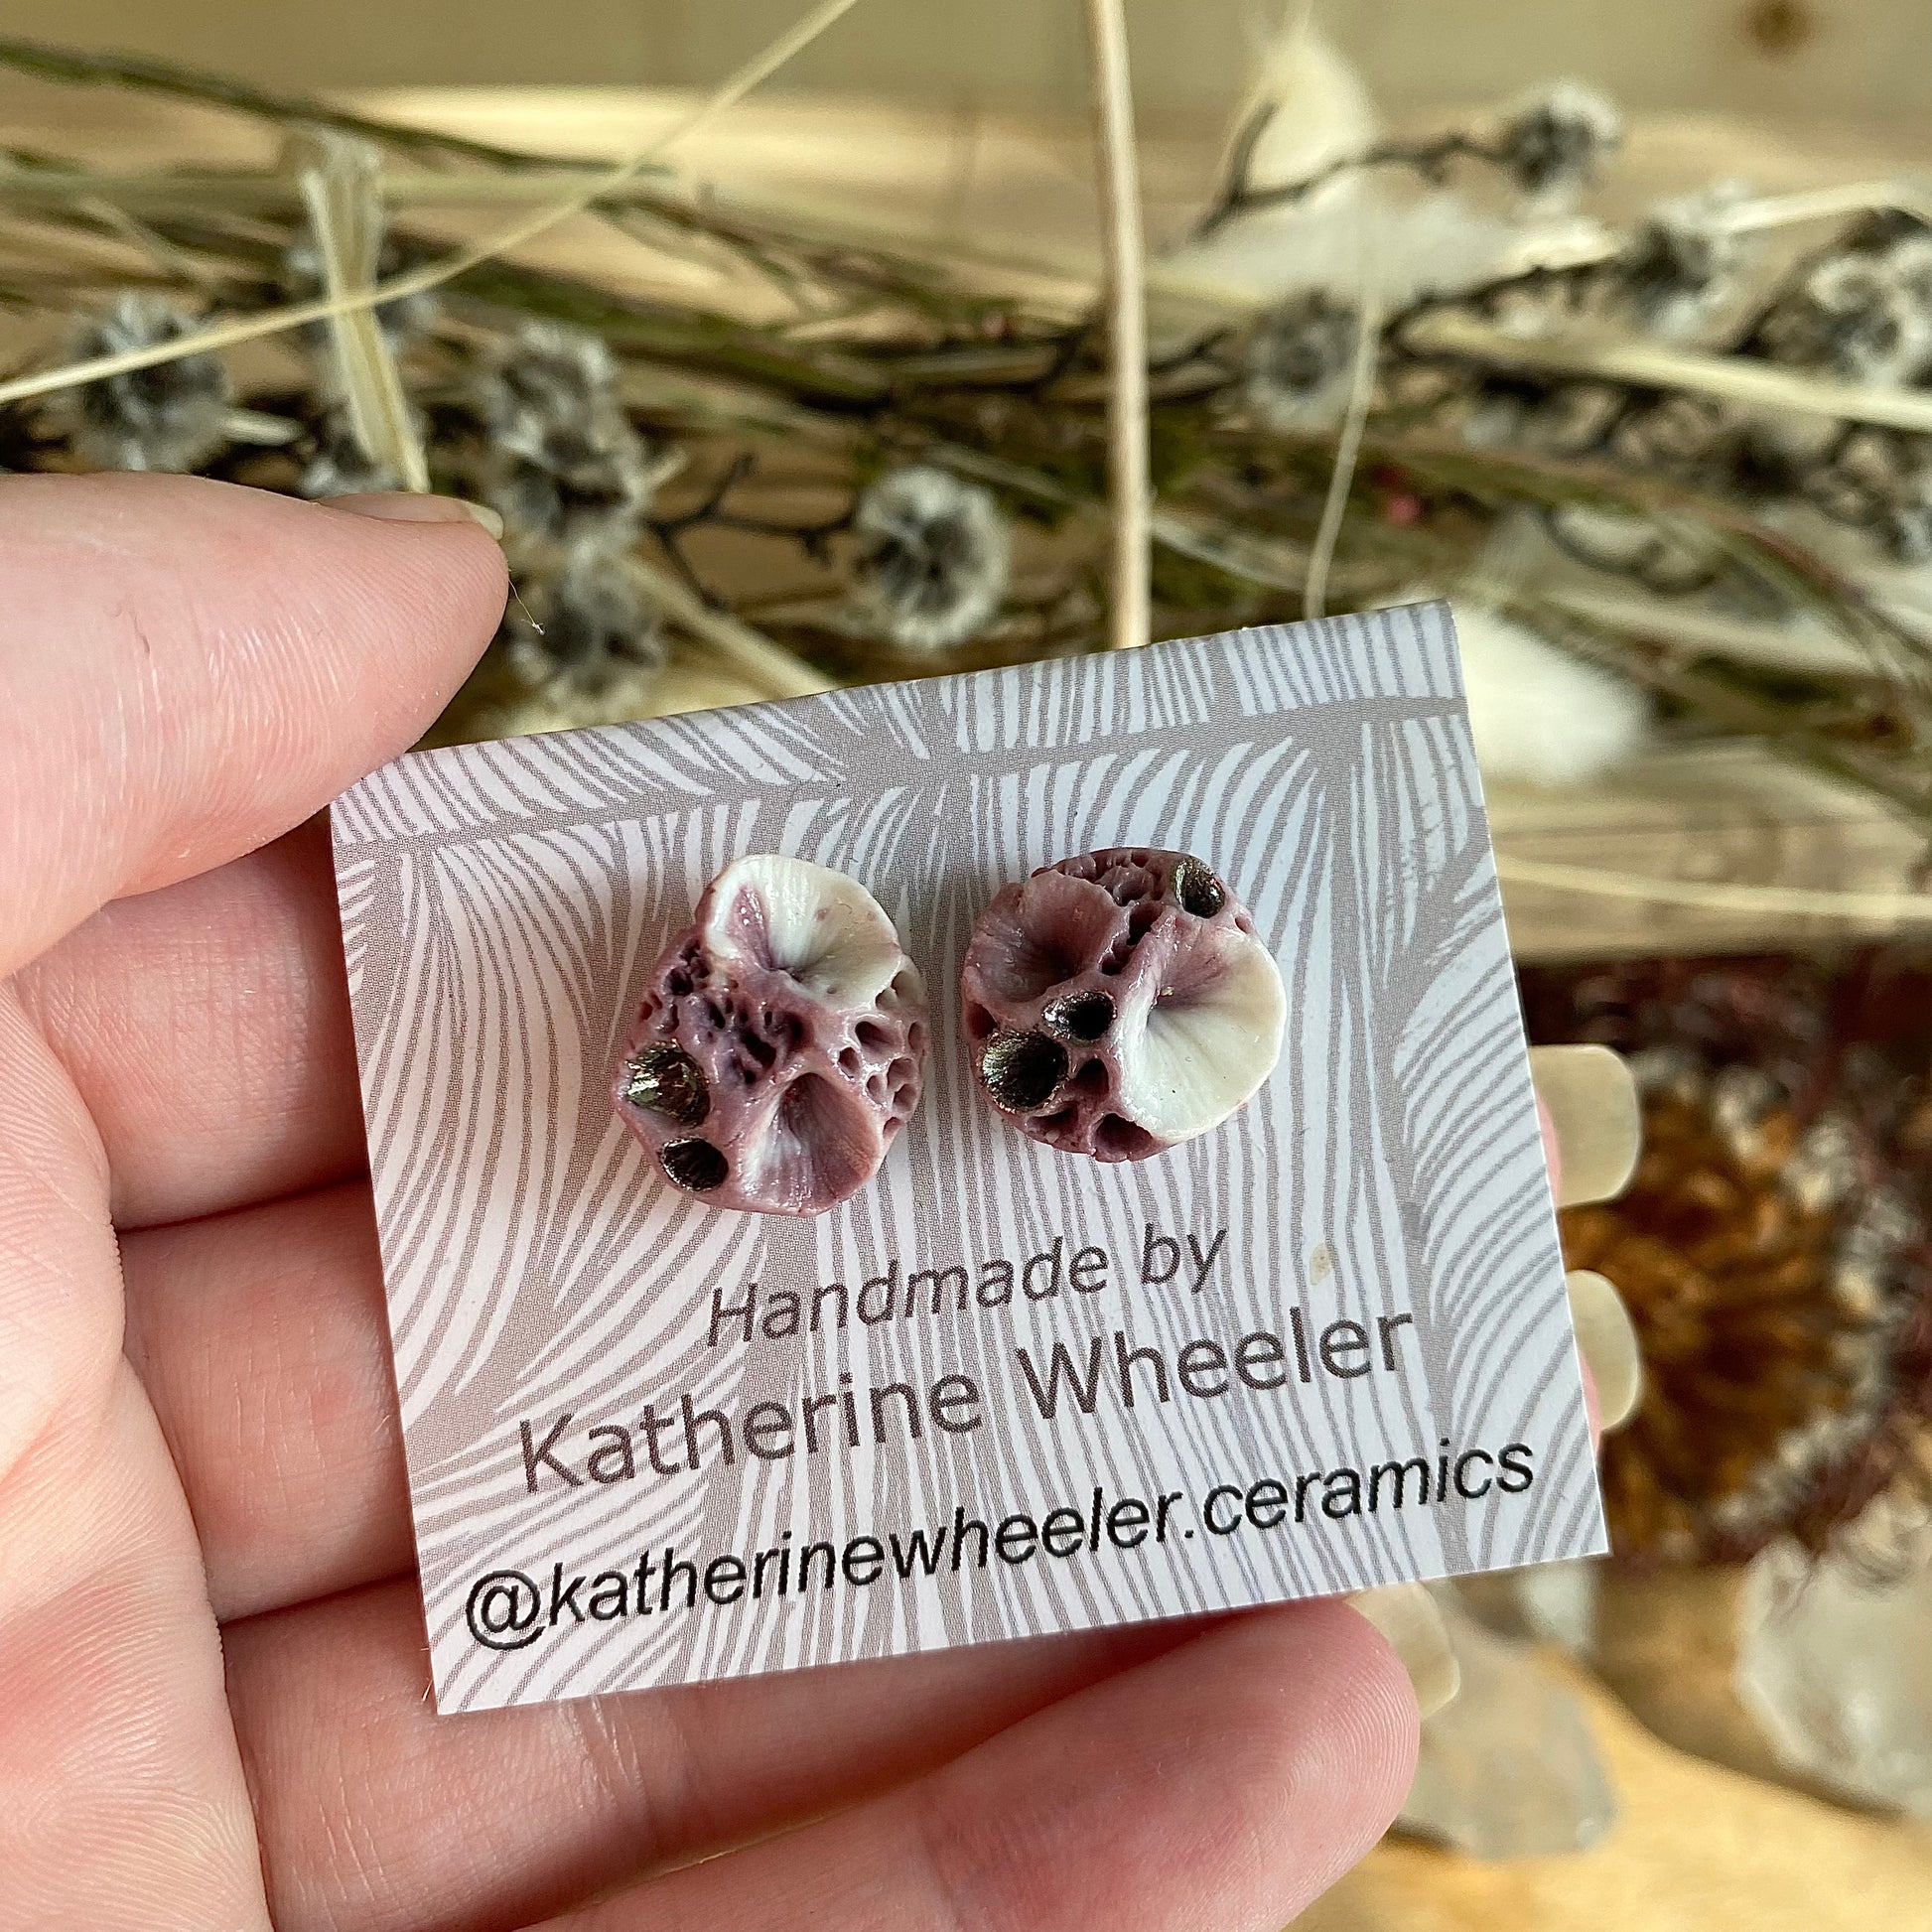 Handmade by
Katherine Wheeler
@katherinewheeler.ceramics